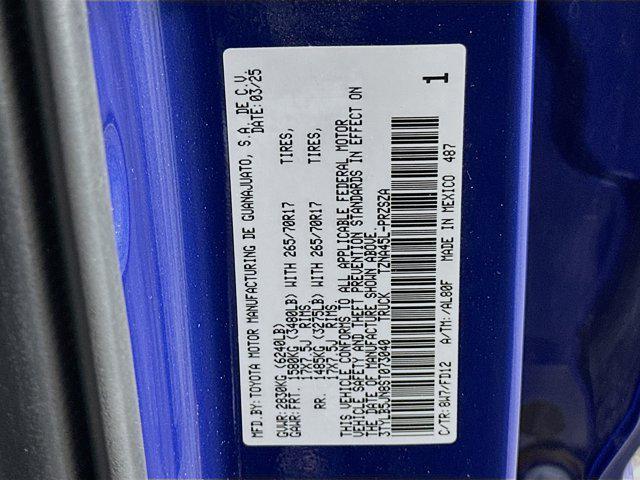 MFD.BY:TOYOTA MOTOR MANUFACTURING DE GUANAJUATO, S.A. DE C.V.
DATE:03/25
GVWR:2830KG (6240LB)
GAWR:FRT. 1580KG (3480LB) WITH 265/70R17 TIRES,
17X7.5J RIMS,
RR. 1485KG (3275LB) WITH 265/70R17 TIRES,
17X7.5J RIMS.
THIS VEHICLE CONFORMS TO ALL APPLICABLE FEDERAL MOTOR
VEHICLE SAFETY AND THEFT PREVENTION STANDARDS IN EFFECT ON
THE DATE OF MANUFACTURE SHOWN ABOVE.
3TYLB5JN6ST073040 TRUCK TZNA45L-PRZSZA
C/TR:8W7/FD12 A/TM:/AL80F MADE IN MEXICO 487
1